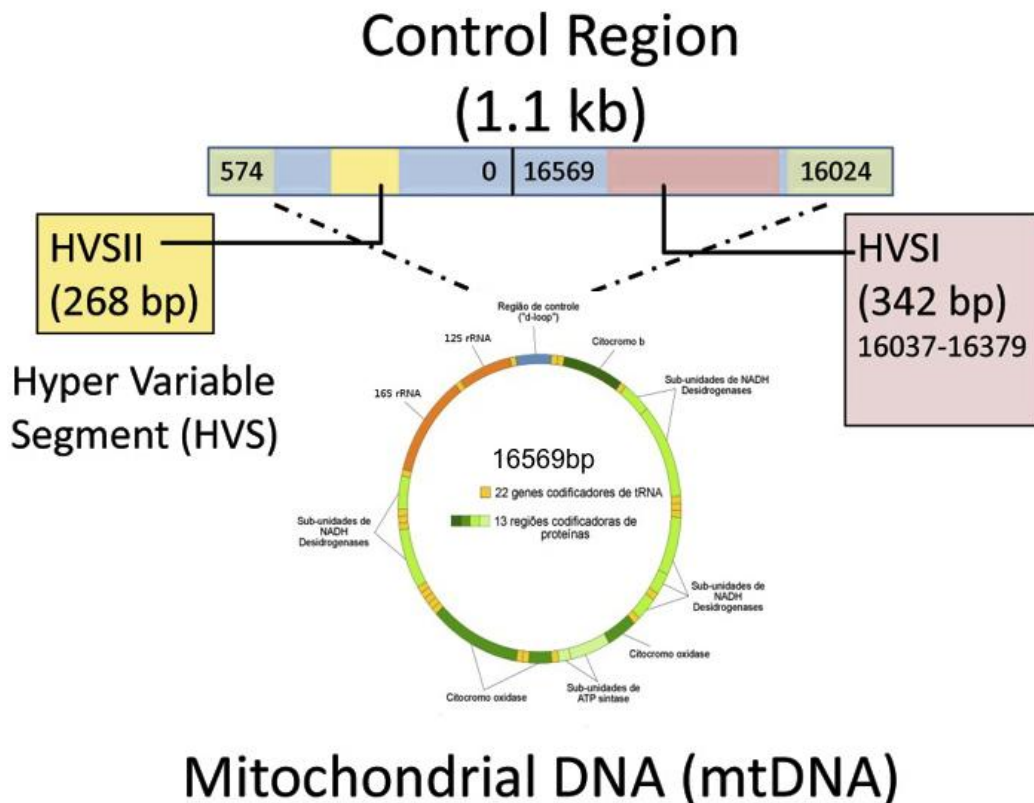 Control Region
(1.1 kb)
574 0 16569 16024
HVSII
(268 bp)
HVSI
(342 bp)
16037-16379
Hyper Variable
Segment (HVS)
Região de controle
("d-loop")
12S rRNA
Citocromo b
16S rRNA
Sub-unidades de NADH
Desidrogenases
16569bp
22 genes codificadores de tRNA
13 regiões codificadoras de
proteínas
Sub-unidades de
NADH
Desidrogenases
Sub-unidades de
NADH
Desidrogenases
Citocromo oxidase
Citocromo oxidase
Sub-unidades de
ATP sintase
Mitochondrial DNA (mtDNA)